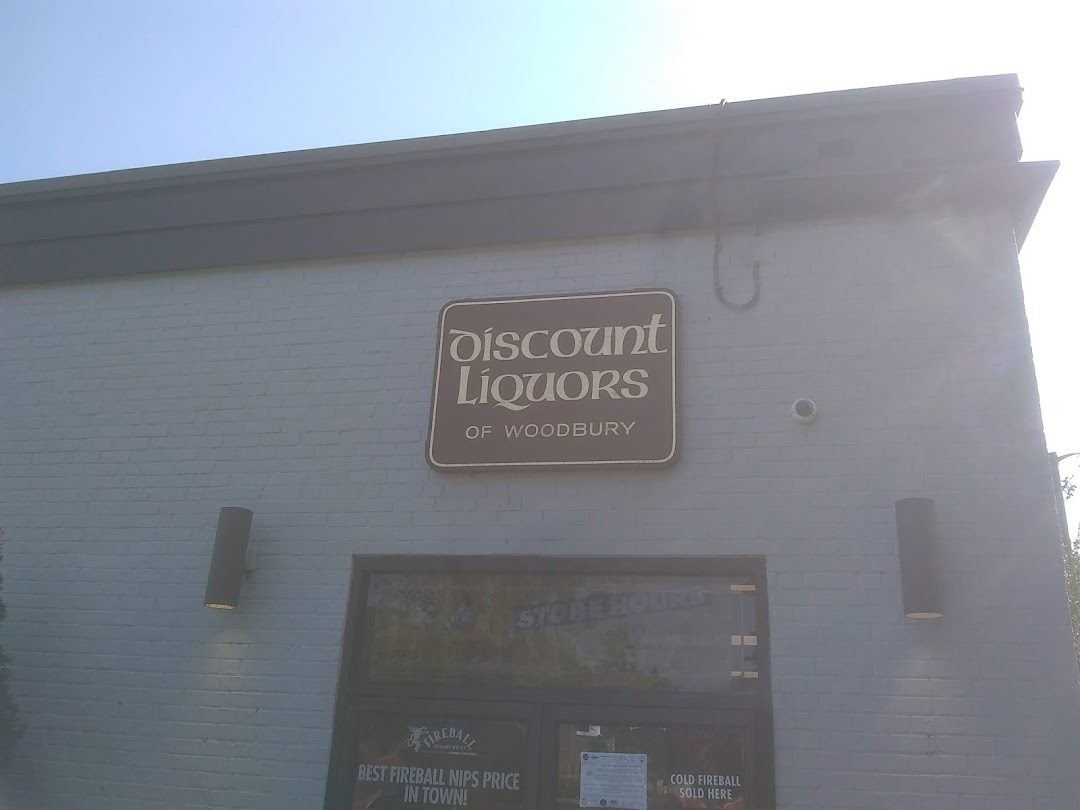 Discount
Liquors
OF WOODBURY
STORE HOURS
FIREBALL
BEST FIREBALL NIPS PRICE
IN TOWN!
COLD FIREBALL
SOLD HERE